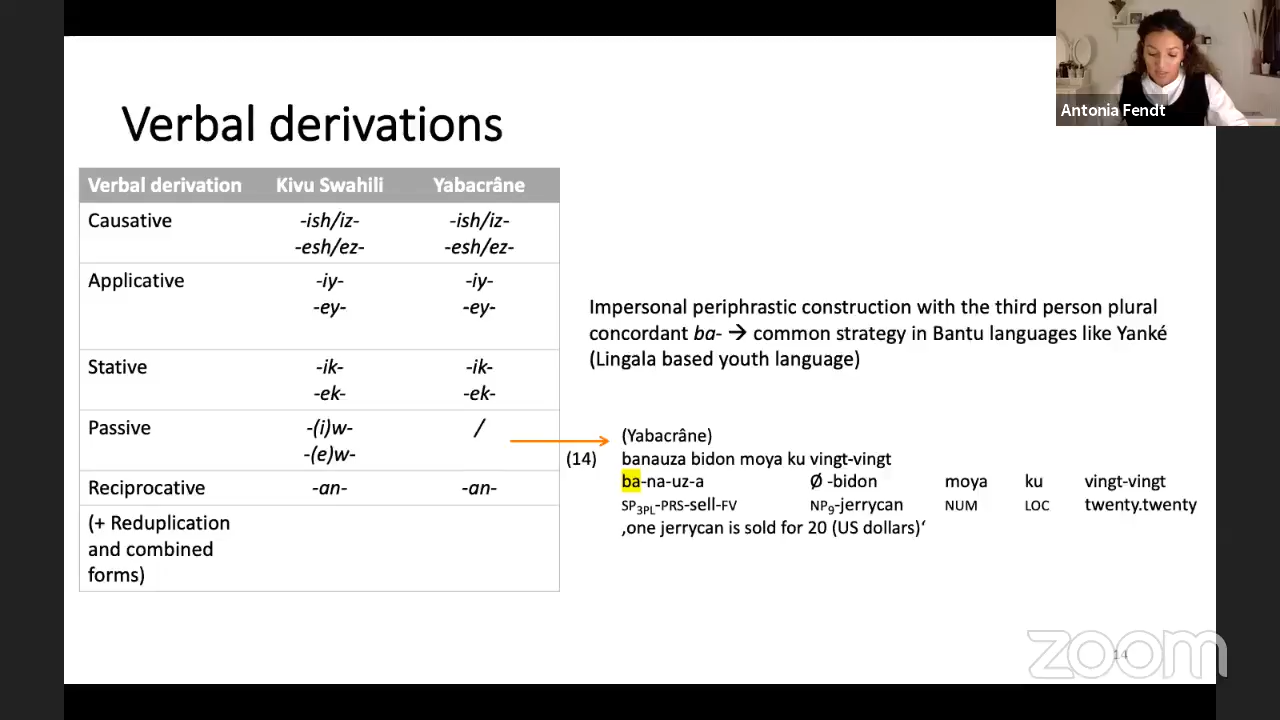 Antonia Fendt
Verbal derivations
Verbal derivation Kivu Swahili Yabacrâne
Causative -ish/iz- -ish/iz-
-esh/ez- -esh/ez-
Applicative -iy- -iy-
-ey- -ey-
Stative -ik- -ik-
-ek- -ek-
Passive -(i)w- /
-(e)w-
Reciprocative -an- -an-
(+ Reduplication
and combined
forms)
Impersonal periphrastic construction with the third person plural
concordant ba- → common strategy in Bantu languages like Yanké
(Lingala based youth language)
(Yabacrâne)
(14) banauza bidon moya ku vingt-vingt
ba-na-uz-a Ø -bidon moya ku vingt-vingt
SP3PL-PRS-sell-FV NP9-jerrycan NUM LOC twenty.twenty
‚one jerrycan is sold for 20 (US dollars)‘
zoom
14